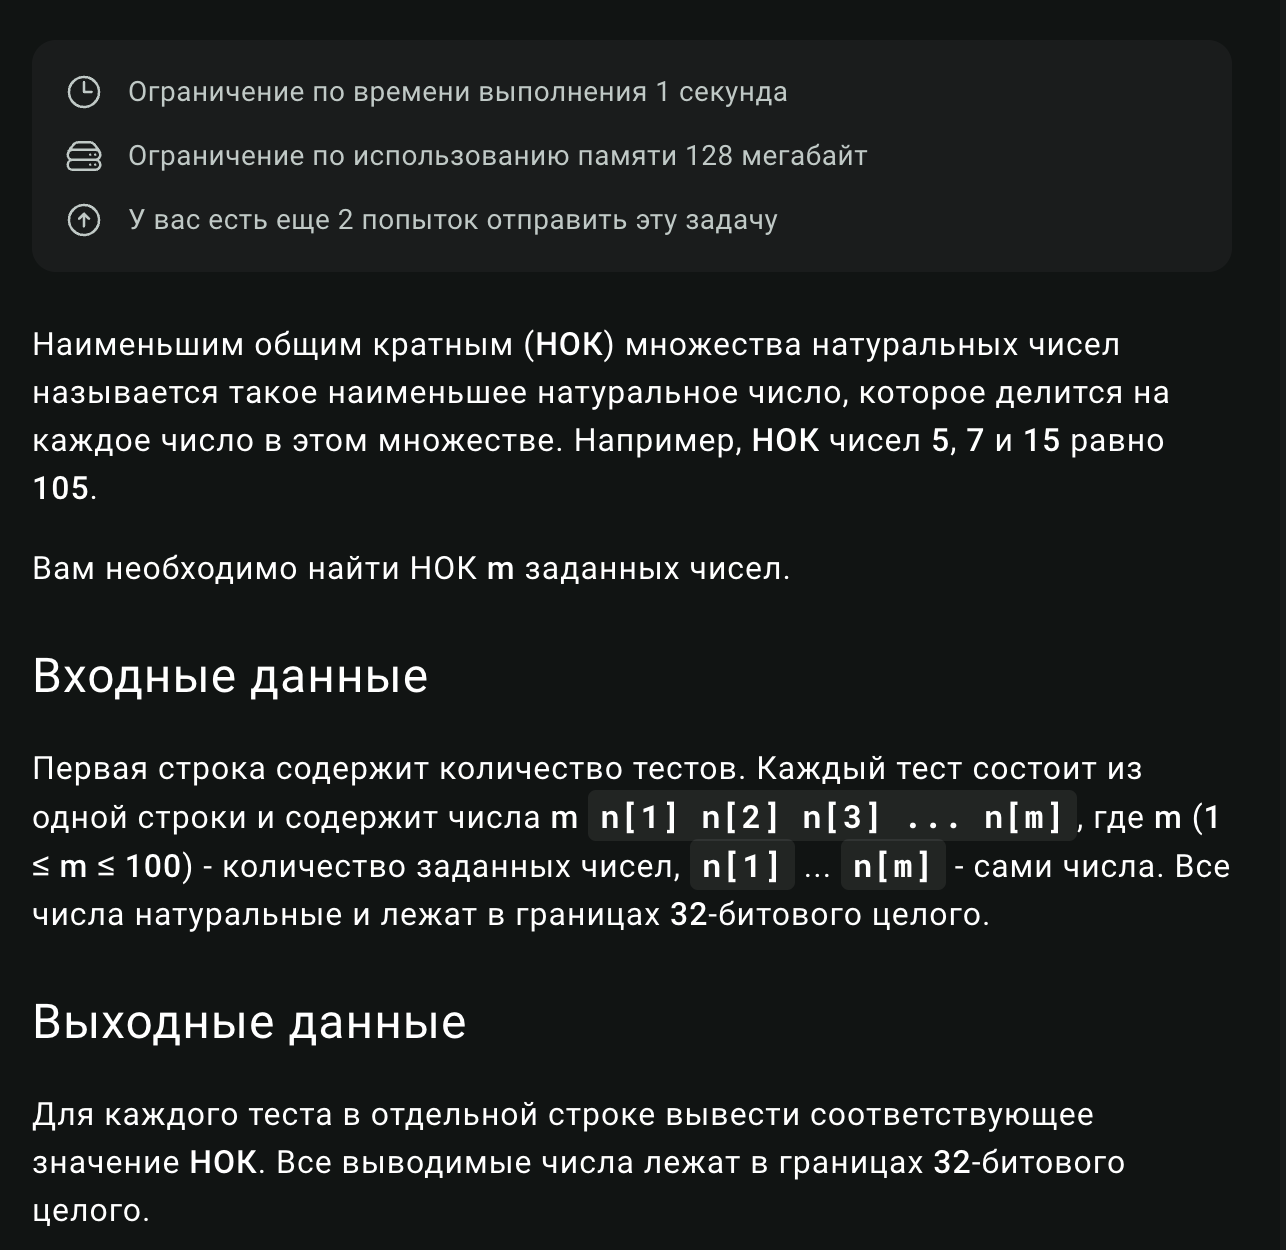 Ограничение по времени выполнения 1 секунда
Ограничение по использованию памяти 128 мегабайт
У вас есть еще 2 попыток отправить эту задачу
Наименьшим общим кратным (НОК) множества натуральных чисел
называется такое наименьшее натуральное число, которое делится на
каждое число в этом множестве. Например, НОК чисел 5, 7 и 15 равно
105.
Вам необходимо найти НОК m заданных чисел.
Входные данные
Первая строка содержит количество тестов. Каждый тест состоит из
одной строки и содержит числа m n[1] n[2] n[3] ... n[m], где m (1
≤ m ≤ 100) - количество заданных чисел, n[1] ... n[m] - сами числа. Все
числа натуральные и лежат в границах 32-битового целого.
Выходные данные
Для каждого теста в отдельной строке вывести соответствующее
значение НОК. Все выводимые числа лежат в границах 32-битового
целого.